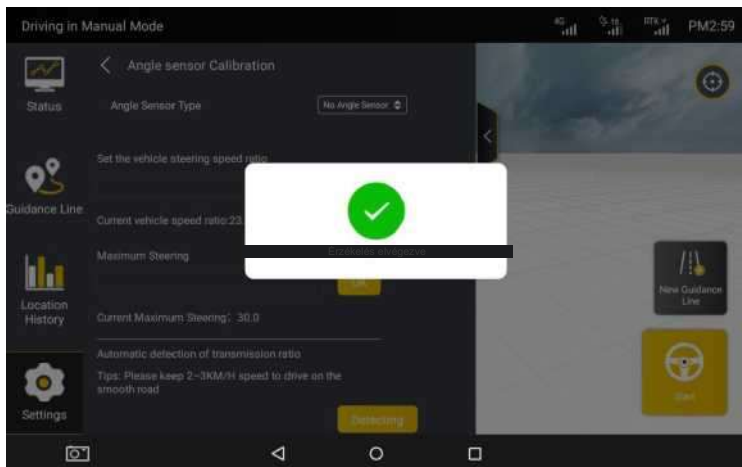 Driving in Manual Mode
4G
18
RTK
PM2:59
Status
Angle sensor Calibration
Angle Sensor Type
No Angle Sensor
Set the vehicle steering speed ratio
Guidance Line
Current vehicle speed ratio:23.
Érzékelés elvégezve
Maximum Steering
OK
Location
History
Current Maximum Steering: 30.0
New Guidance
Line
Automatic detection of transmission ratio
Tips: Please keep 2~3KM/H speed to drive on the
smooth road
Settings
Detecting
Start